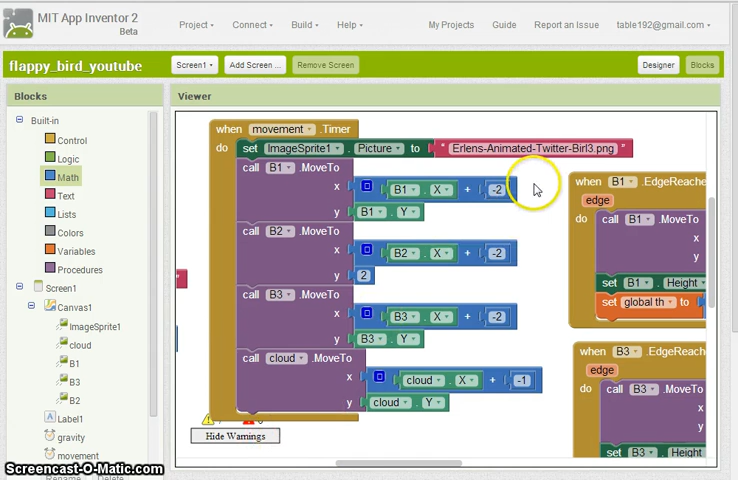 MIT App Inventor 2
Beta
Project Connect Build Help My Projects Guide Report an Issue table192@gmail.com
flappy_bird_youtube Screen1 Add Screen ... Remove Screen Designer Blocks
Blocks
Viewer
Built-in
Control
Logic
Math
Text
Lists
Colors
Variables
Procedures
Screen1
Canvas1
ImageSprite1
cloud
B1
B3
B2
Label1
gravity
movement
Rename Delete
when movement .Timer
do set ImageSprite1 . Picture to " Erlens-Animated-Twitter-Birl3.png "
call B1 .MoveTo
x B1 . X + -2
y B1 . Y
call B2 .MoveTo
x B2 . X + -2
y 2
call B3 .MoveTo
x B3 . X + -2
y B3 . Y
call cloud .MoveTo
x cloud . X + -1
y cloud . Y
Hide Warnings
when B1 .EdgeReache
edge
do call B1 .MoveTo
x
y
set B1 . Height
set global th to
when B3 .EdgeReache
edge
do call B3 .MoveTo
x
y
set B3 . Height
Screencast-O-Matic.com